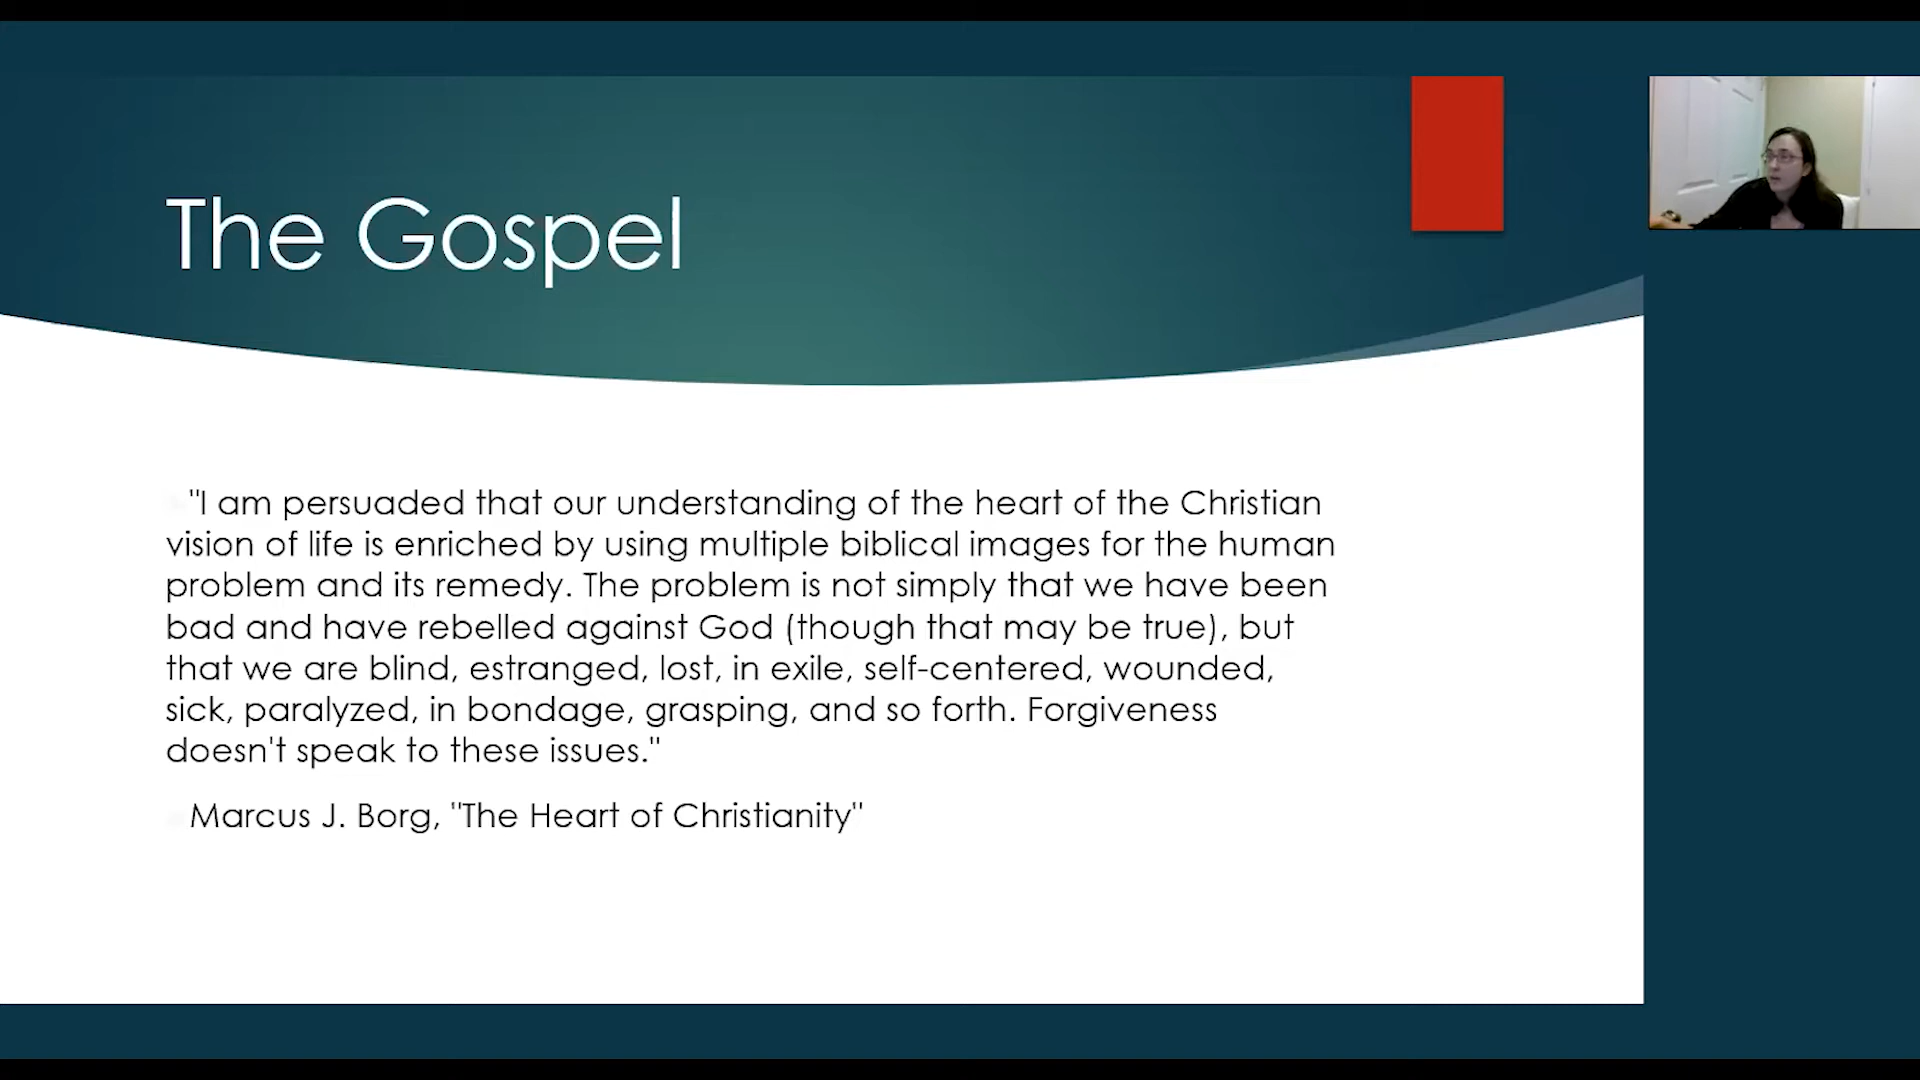 The Gospel
"I am persuaded that our understanding of the heart of the Christian
vision of life is enriched by using multiple biblical images for the human
problem and its remedy. The problem is not simply that we have been
bad and have rebelled against God (though that may be true), but
that we are blind, estranged, lost, in exile, self-centered, wounded,
sick, paralyzed, in bondage, grasping, and so forth. Forgiveness
doesn't speak to these issues."
Marcus J. Borg, "The Heart of Christianity"